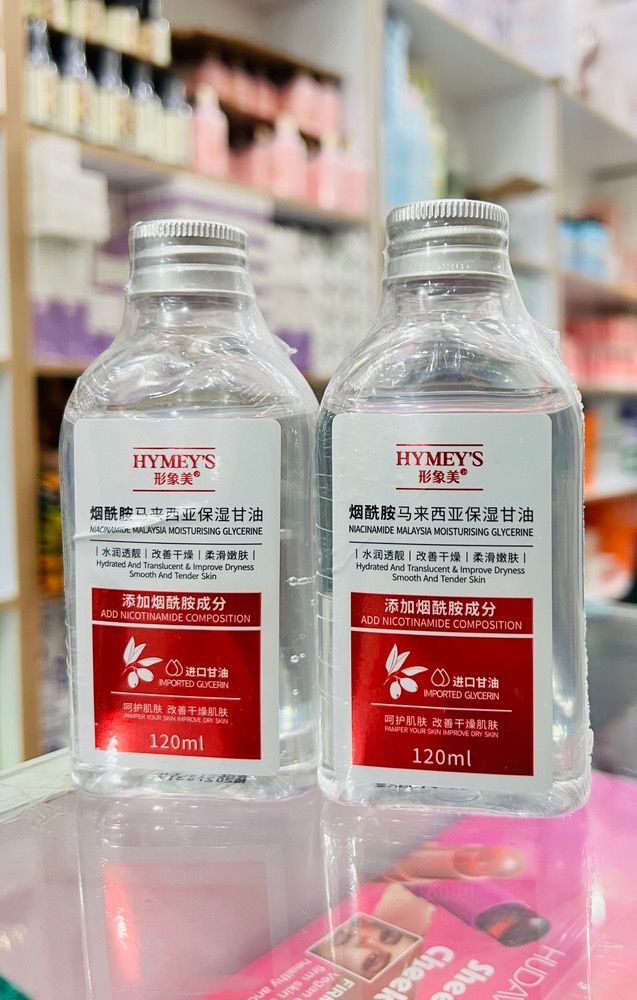 HYMEY'S
形象美®
烟酰胺马来西亚保湿甘油
NIACINAMIDE MALAYSIA MOISTURISING GLYCERINE
| 水润透靓 | 改善干燥 | 柔滑嫩肤 |
Hydrated And Translucent & Improve Dryness
Smooth And Tender Skin
添加烟酰胺成分
ADD NICOTINAMIDE COMPOSITION
进口甘油
IMPORTED GLYCERIN
呵护肌肤 改善干燥肌肤
PAMPER YOUR SKIN IMPROVE DRY SKIN
120ml
HYMEY'S
形象美®
烟酰胺马来西亚保湿甘油
NIACINAMIDE MALAYSIA MOISTURISING GLYCERINE
| 水润透靓 | 改善干燥 | 柔滑嫩肤 |
Hydrated And Translucent & Improve Dryness
Smooth And Tender Skin
添加烟酰胺成分
ADD NICOTINAMIDE COMPOSITION
进口甘油
IMPORTED GLYCERIN
呵护肌肤 改善干燥肌肤
PAMPER YOUR SKIN IMPROVE DRY SKIN
120ml
HUDA
Cheek
Vegan
healthy